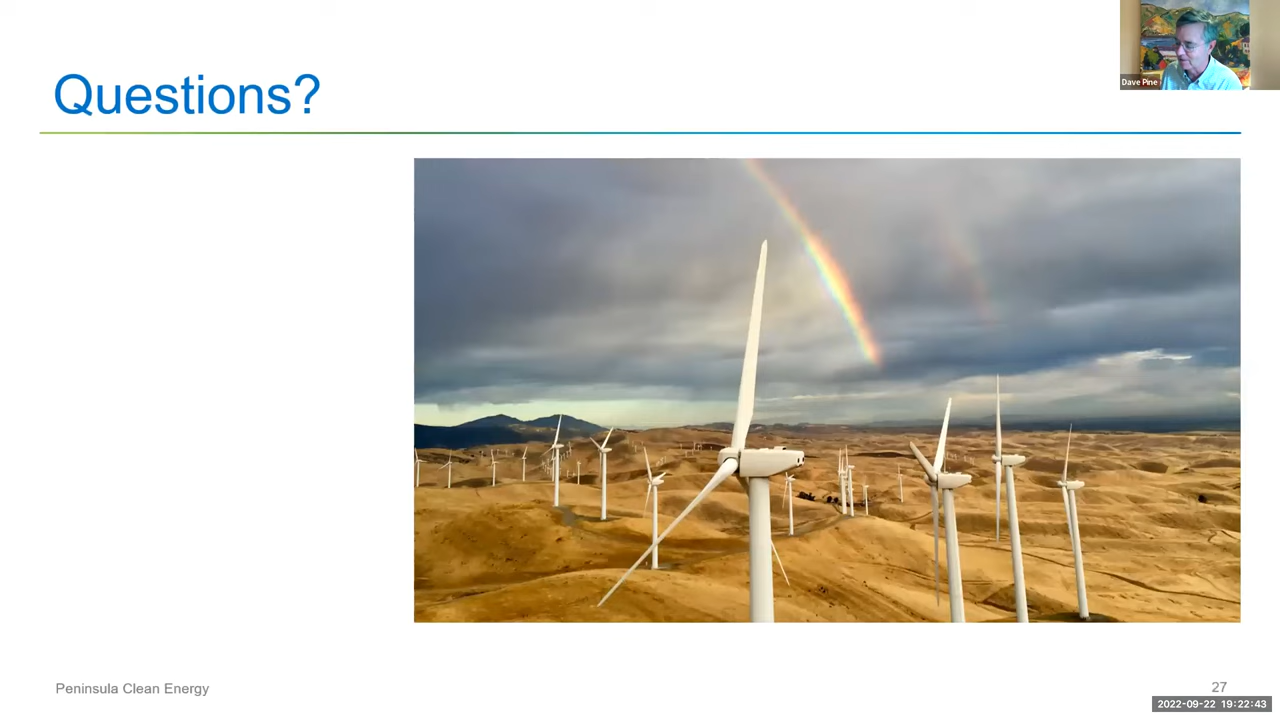 Questions?
Dave Pine
Peninsula Clean Energy
27
2022-09-22 19:22:43